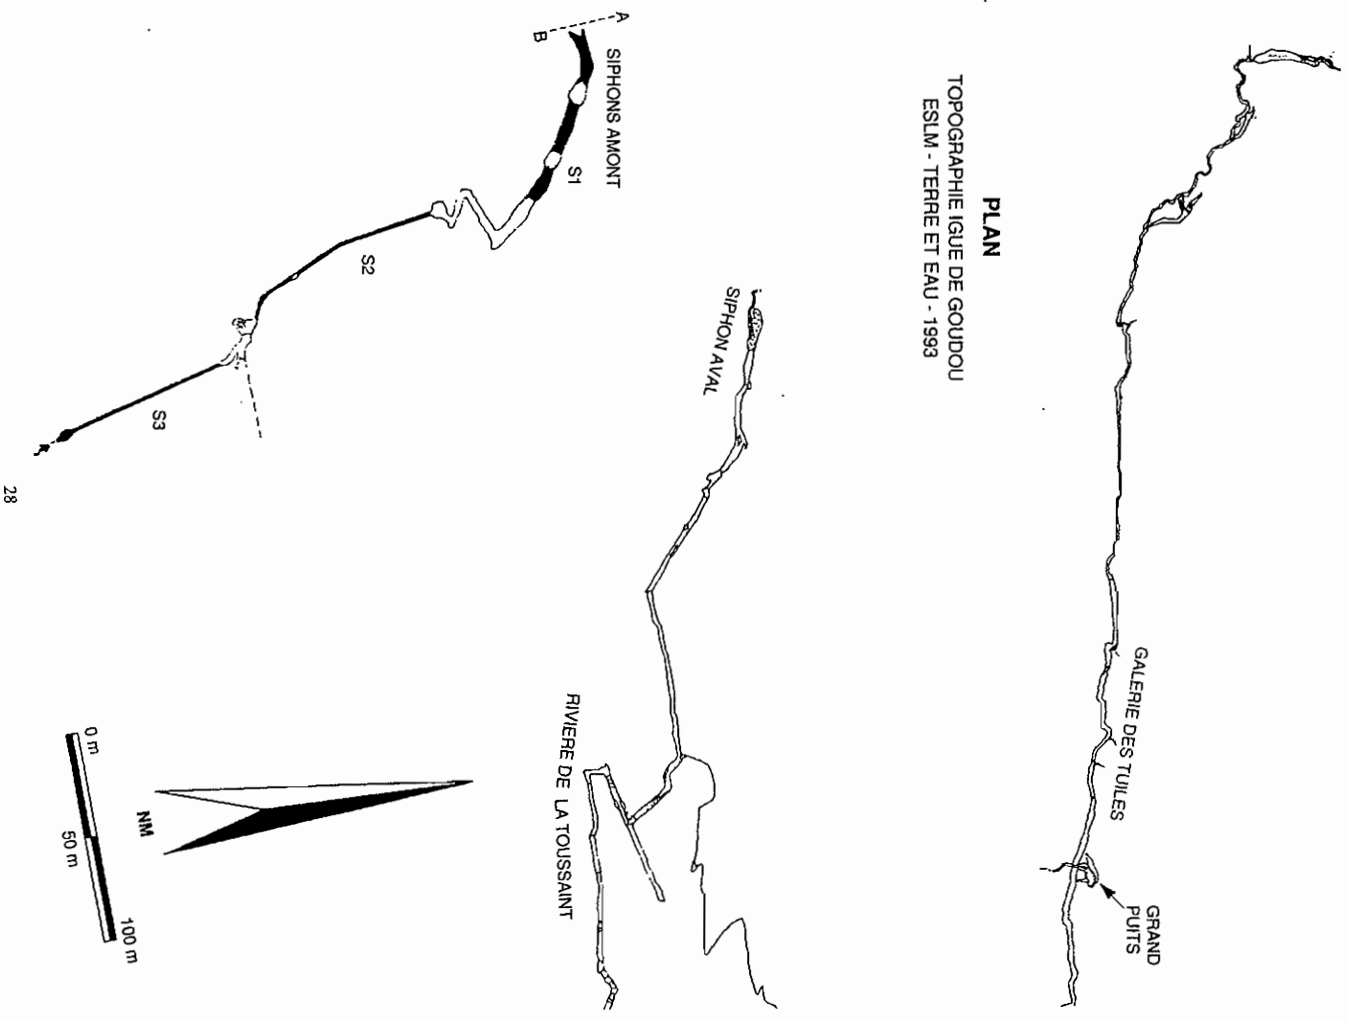 PLAN
TOPOGRAPHIE IGUE DE GOUDOU
ESLM - TERRE ET EAU - 1993
GALERIE DES TUILES
GRAND
PUITS
SIPHON AVAL
RIVIERE DE LA TOUSSAINT
A
B
SIPHONS AMONT
S1
S2
S3
NM
0 m
50 m
100 m
28